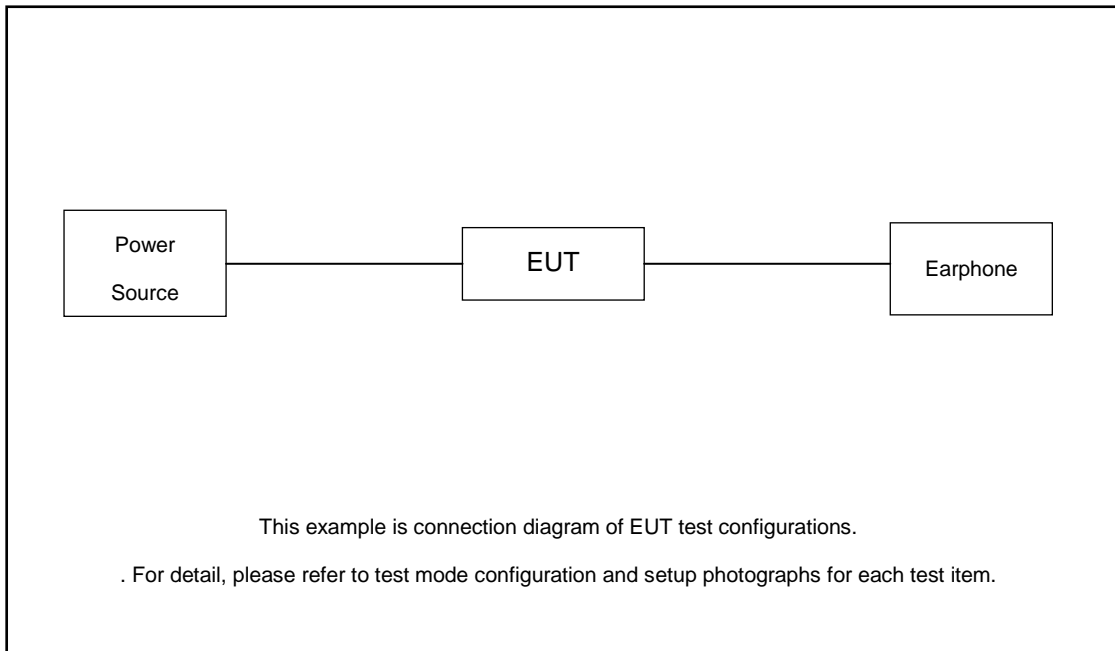 Power
Source
EUT
Earphone
This example is connection diagram of EUT test configurations.
. For detail, please refer to test mode configuration and setup photographs for each test item.